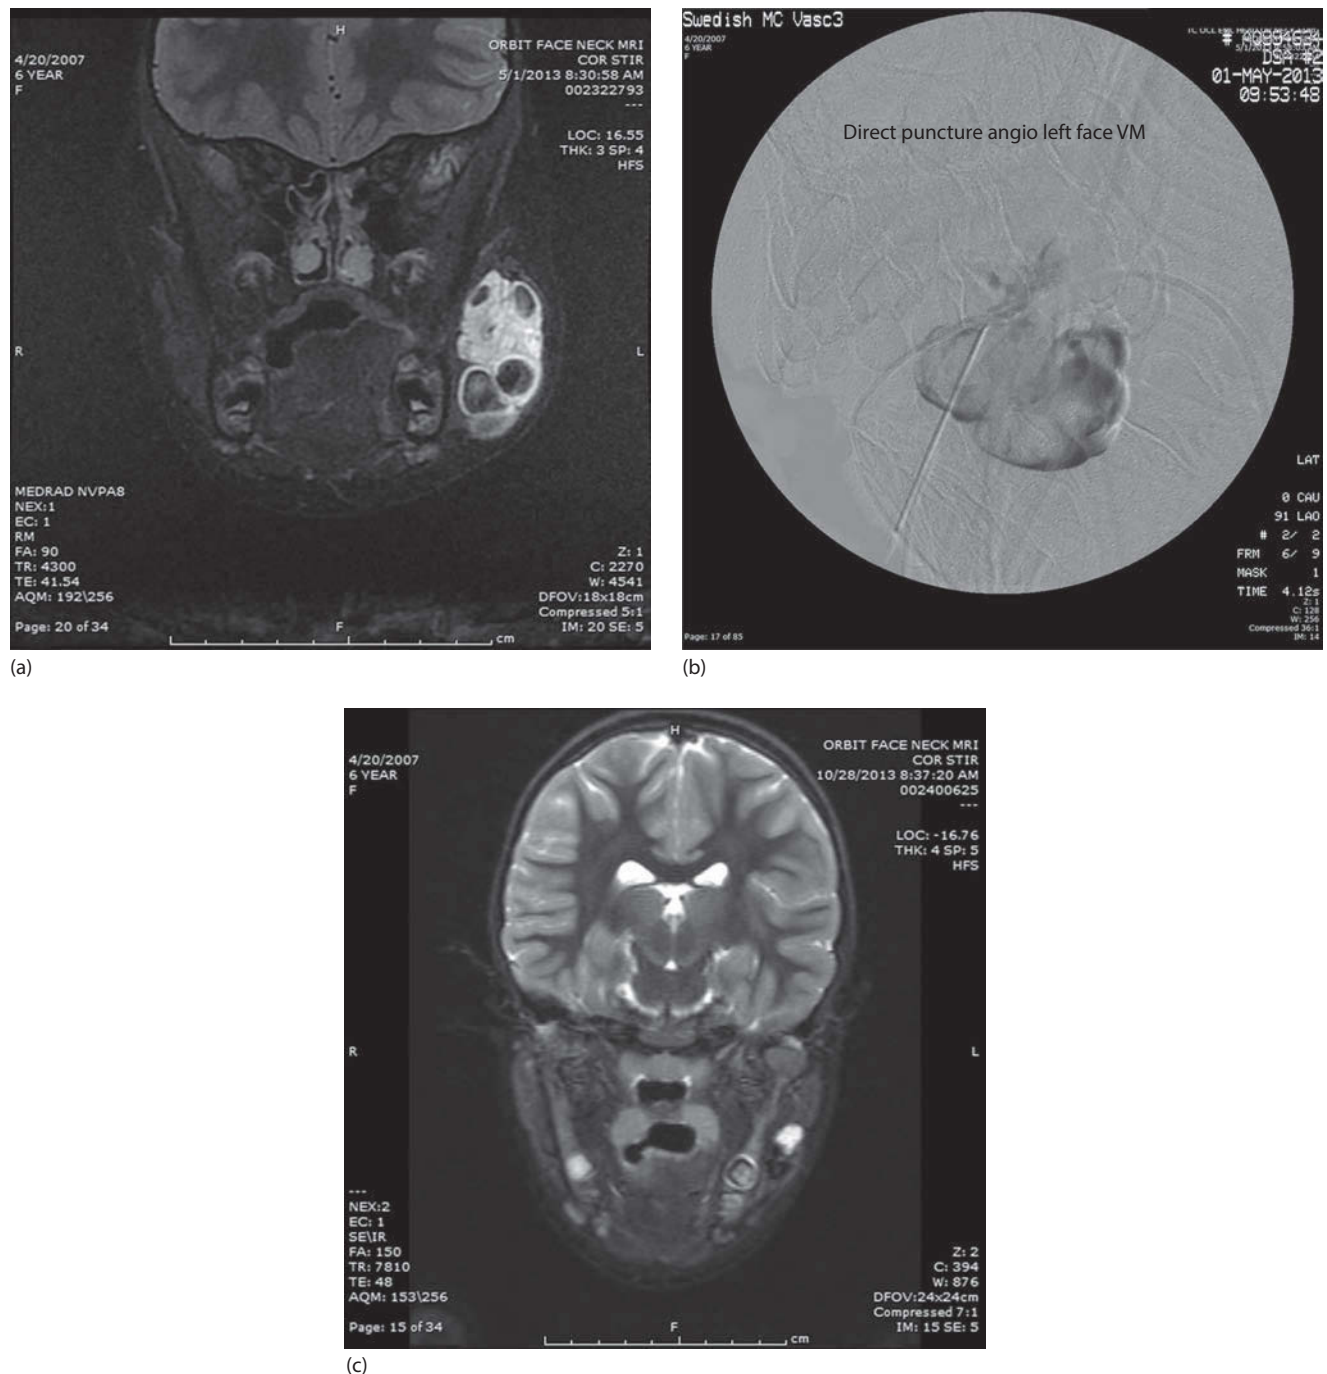 H
4/20/2007
6 YEAR
F
ORBIT FACE NECK MRI
COR STIR
5/1/2013 8:30:58 AM
002322793
---
LOC: 16.55
THK: 3 SP: 4
HFS
R
L
MEDRAD NVPA8
NEX:1
EC: 1
RM
FA: 90
TR: 4300
TE: 41.54
AQM: 192\256
Page: 20 of 34
F
cm
Z: 1
C: 2270
W: 4541
DFOV:18x18cm
Compressed 5:1
IM: 20 SE: 5
(a)
Swedish MC Vasc3
4/20/2007
6 YEAR
F
DSA #2
01-MAY-2013
09:53:48
Direct puncture angio left face VM
LAT
0 CAU
91 LAO
# 2/ 2
FRM 6/ 9
MASK 1
TIME 4.12s
Z: 1
C: 128
W: 256
Compressed 36:1
IM: 14
Page: 17 of 85
(b)
H
4/20/2007
6 YEAR
F
ORBIT FACE NECK MRI
COR STIR
10/28/2013 8:37:20 AM
002400625
---
LOC: -16.76
THK: 4 SP: 5
HFS
R
L
---
NEX:2
EC: 1
SE\IR
FA: 150
TR: 7810
TE: 48
AQM: 153\256
Page: 15 of 34
F
cm
Z: 2
C: 394
W: 876
DFOV:24x24cm
Compressed 7:1
IM: 15 SE: 5
(c)